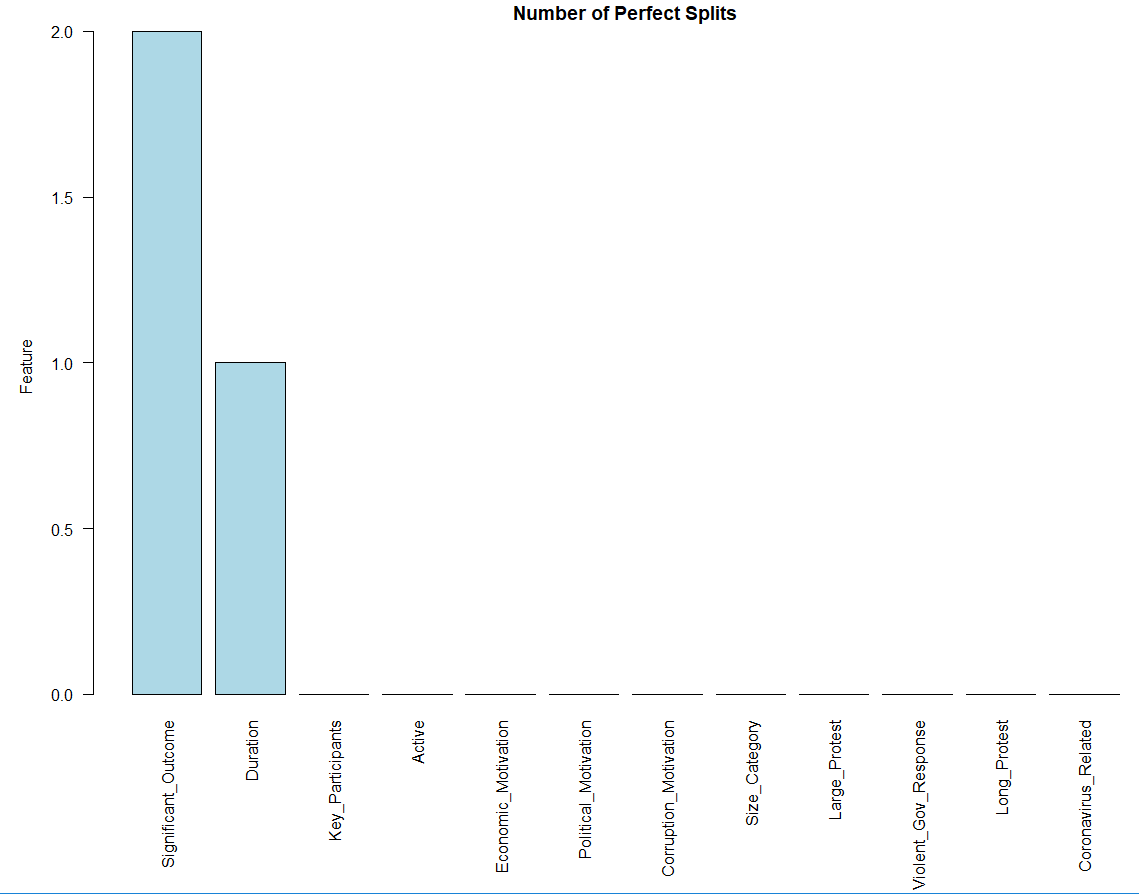 Number of Perfect Splits
Feature
2.0
1.5
1.0
0.5
0.0
Significant_Outcome
Duration
Key_Participants
Active
Economic_Motivation
Political_Motivation
Corruption_Motivation
Size_Category
Large_Protest
Violent_Gov_Response
Long_Protest
Coronavirus_Related